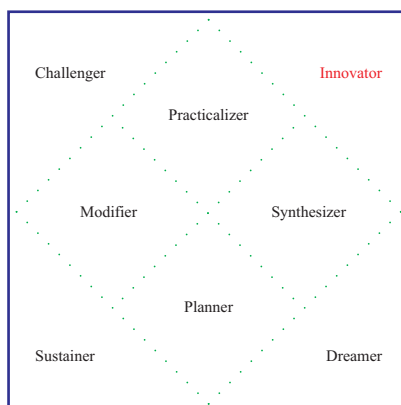 Challenger
Innovator
Practicalizer
Modifier
Synthesizer
Planner
Sustainer
Dreamer